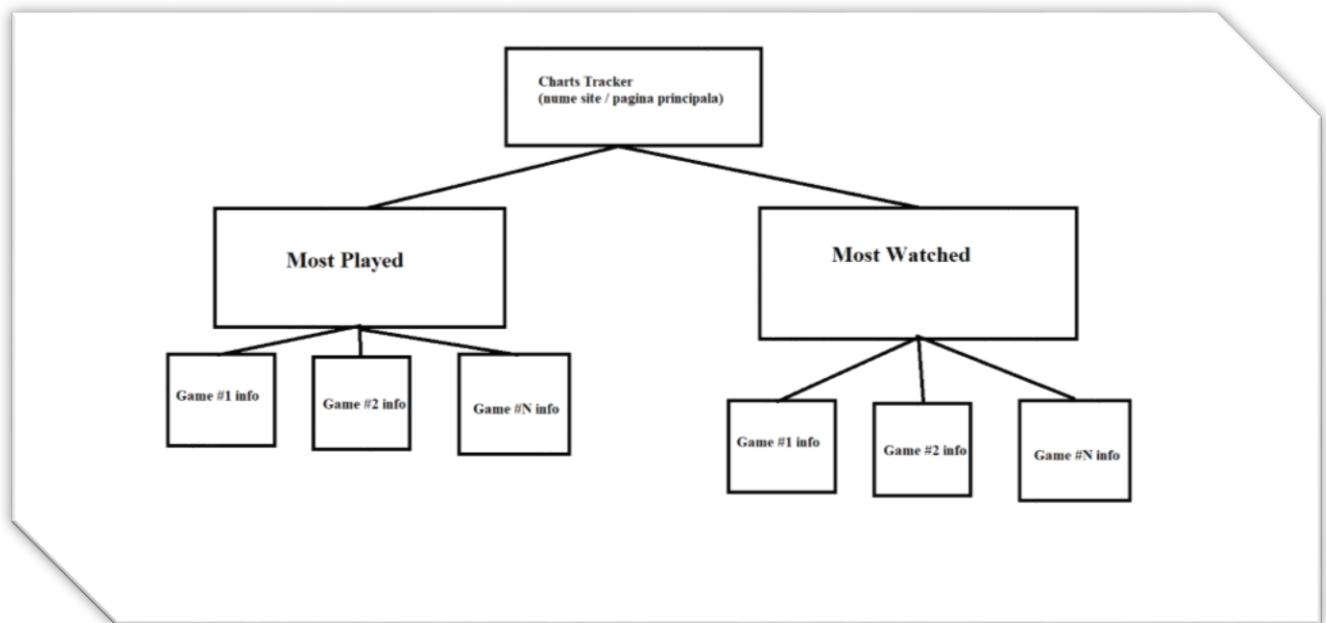 Charts Tracker
(nume site / pagina principala)
Most Played
Most Watched
Game #1 info
Game #2 info
Game #N info
Game #1 info
Game #2 info
Game #N info